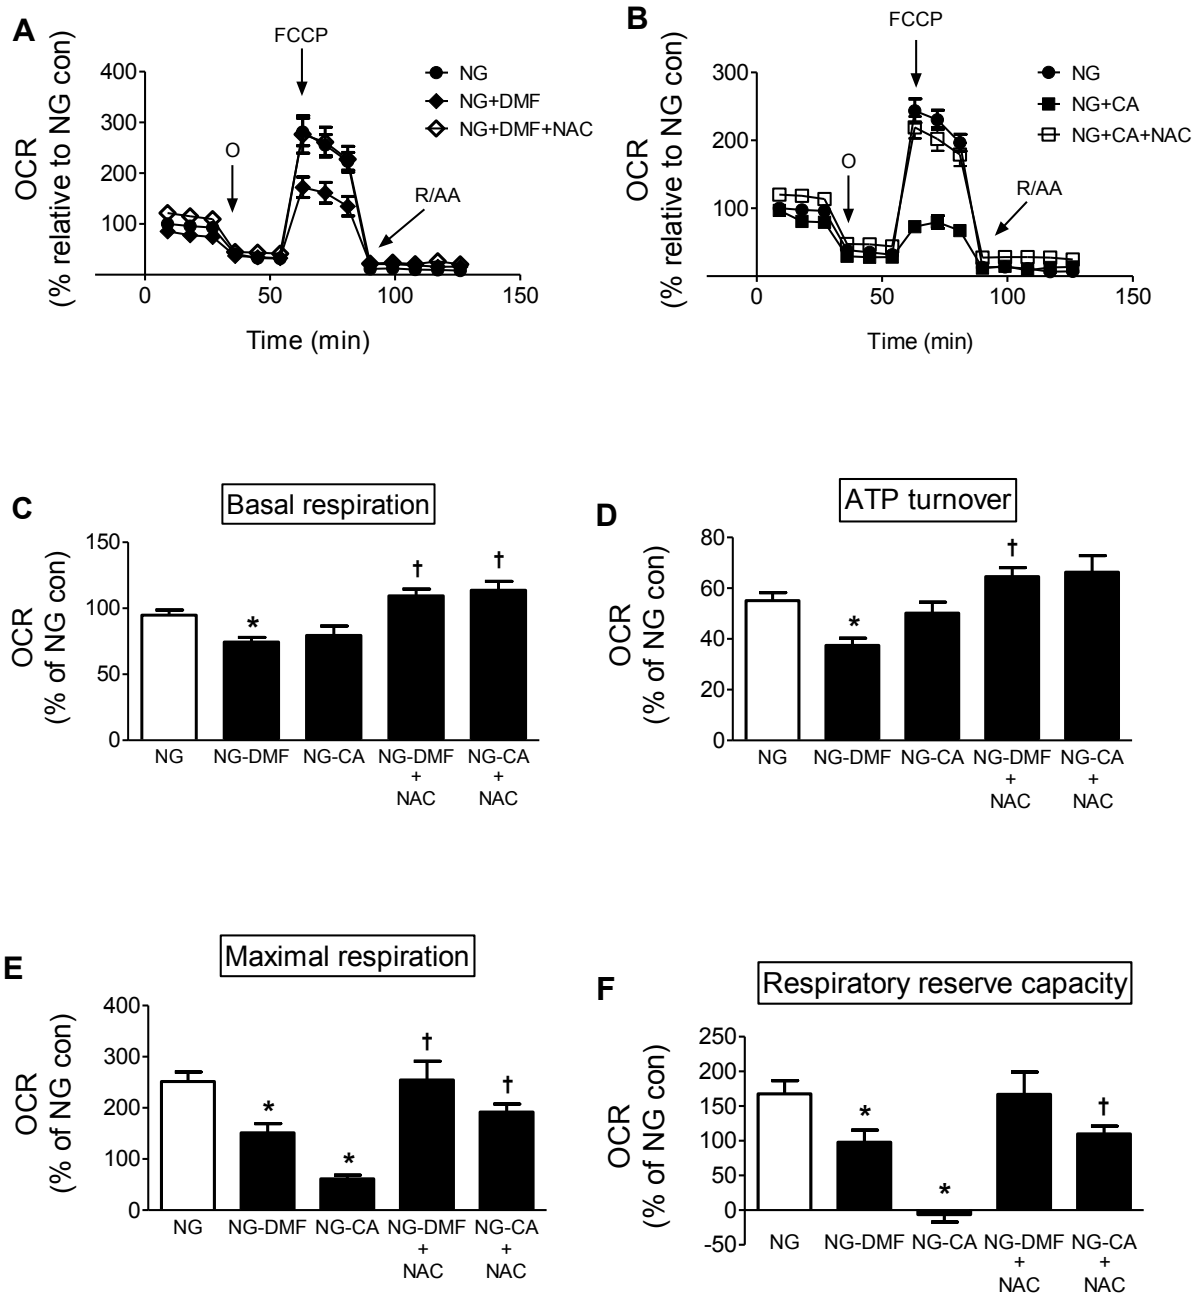 A
OCR
(% relative to NG con)
400
300
200
100
0
50
100
150
Time (min)
O
FCCP
R/AA
NG
NG+DMF
NG+DMF+NAC
B
OCR
(% relative to NG con)
300
200
100
0
50
100
150
Time (min)
O
FCCP
R/AA
NG
NG+CA
NG+CA+NAC
C
Basal respiration
OCR
(% of NG con)
150
100
50
0
*
†
†
NG
NG-DMF
NG-CA
NG-DMF
+
NAC
NG-CA
+
NAC
D
ATP turnover
OCR
(% of NG con)
80
60
40
20
0
*
†
NG
NG-DMF
NG-CA
NG-DMF
+
NAC
NG-CA
+
NAC
E
Maximal respiration
OCR
(% of NG con)
400
300
200
100
0
*
*
†
†
NG
NG-DMF
NG-CA
NG-DMF
+
NAC
NG-CA
+
NAC
F
Respiratory reserve capacity
OCR
(% of NG con)
250
200
150
100
50
0
-50
*
*
†
NG
NG-DMF
NG-CA
NG-DMF
+
NAC
NG-CA
+
NAC